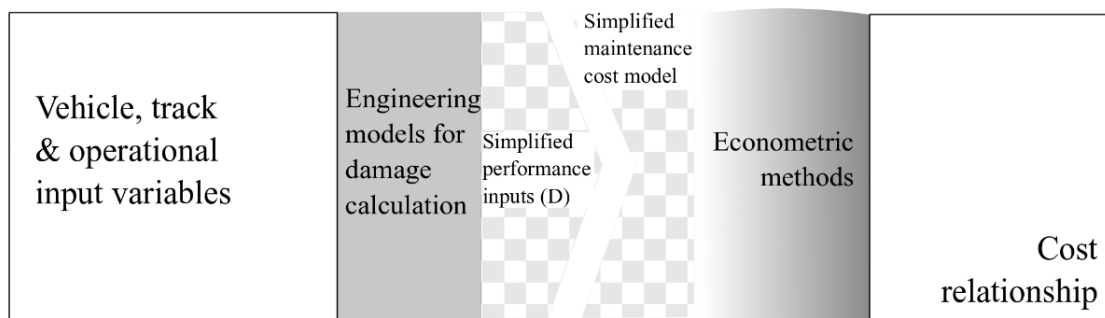 Vehicle, track
& operational
input variables
Engineering
models for
damage
calculation
Simplified
performance
inputs (D)
Simplified
maintenance
cost model
Econometric
methods
Cost
relationship